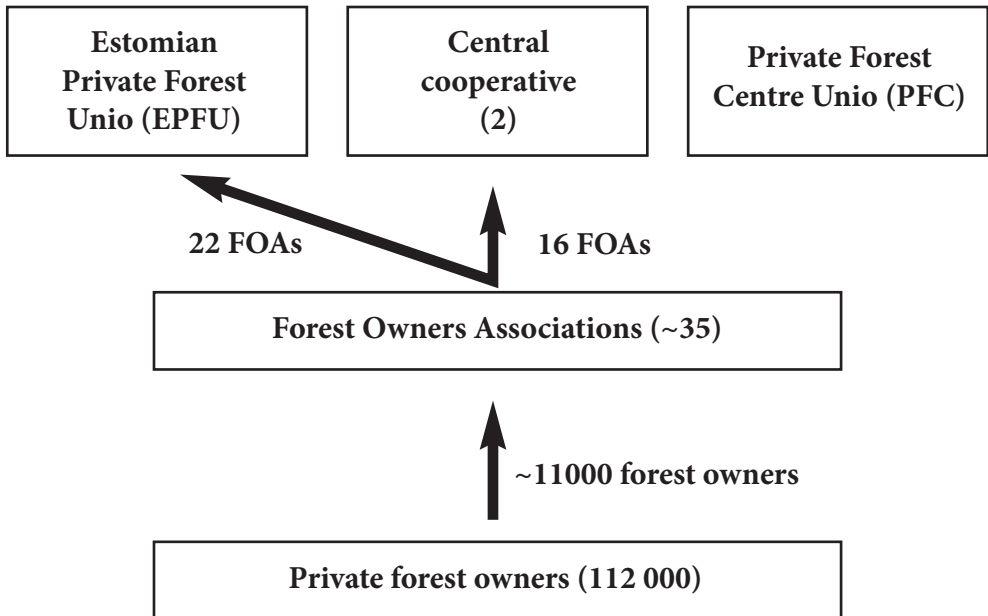 Estomian
Private Forest
Unio (EPFU)
Central
cooperative
(2)
Private Forest
Centre Unio (PFC)
22 FOAs
16 FOAs
Forest Owners Associations (~35)
~11000 forest owners
Private forest owners (112 000)